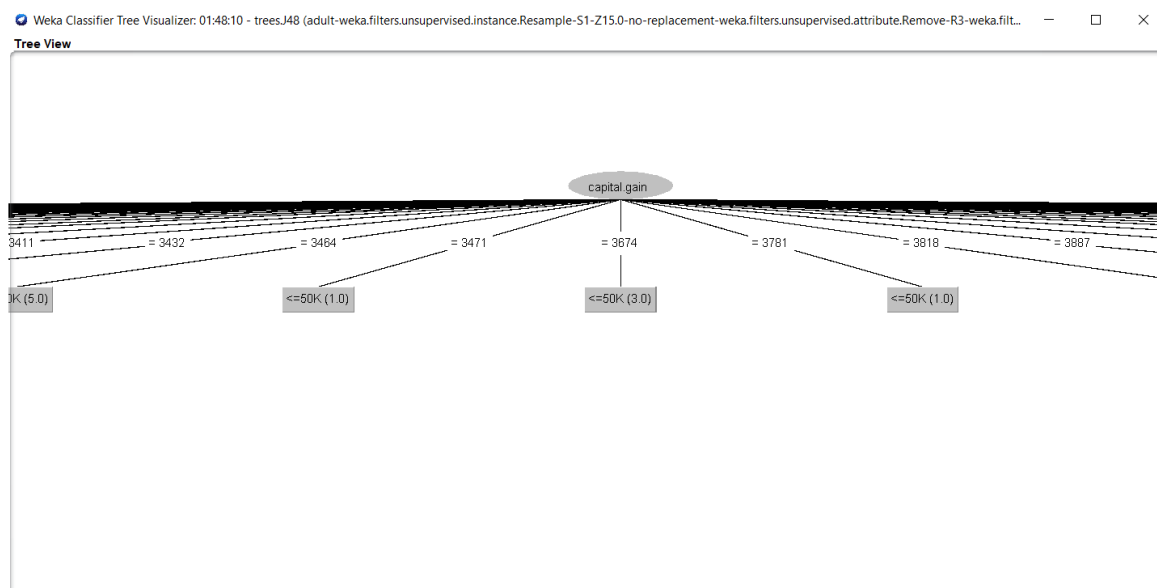 Weka Classifier Tree Visualizer: 01:48:10 - trees.J48 (adult-weka.filters.unsupervised.instance.Resample-S1-Z15.0-no-replacement-weka.filters.unsupervised.attribute.Remove-R3-weka.filt...
Tree View
capital.gain
3411 = 3432 = 3464 = 3471 = 3674 = 3781 = 3818 = 3887
0K (5.0) <=50K (1.0) <=50K (3.0) <=50K (1.0)